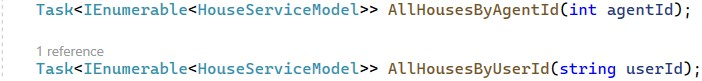 Task<IEnumerable<HouseServiceModel>> AllHousesByAgentId(int agentId);
1 reference
Task<IEnumerable<HouseServiceModel>> AllHousesByUserId(string userId);